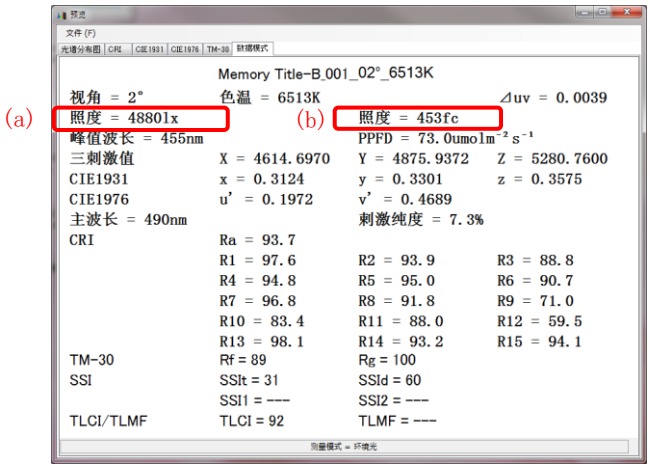 预览
文件 (F)
光谱分布图 CRI CIE1931 CIE1976 TM-30 数据模式
Memory Title-B_001_02°_6513K
视角 = 2° 色温 = 6513K ⊿uv = 0.0039
(a) 照度 = 4880lx (b) 照度 = 453fc
峰值波长 = 455nm PPFD = 73.0umolm⁻²s⁻¹
三刺激值 X = 4614.6970 Y = 4875.9372 Z = 5280.7600
CIE1931 x = 0.3124 y = 0.3301 z = 0.3575
CIE1976 u' = 0.1972 v' = 0.4689
主波长 = 490nm 刺激纯度 = 7.3%
CRI Ra = 93.7
R1 = 97.6 R2 = 93.9 R3 = 88.8
R4 = 94.8 R5 = 95.0 R6 = 90.7
R7 = 96.8 R8 = 91.8 R9 = 71.0
R10 = 83.4 R11 = 88.0 R12 = 59.5
R13 = 98.1 R14 = 93.2 R15 = 94.1
TM-30 Rf = 89 Rg = 100
SSI SSIt = 31 SSId = 60
SSI1 = --- SSI2 = ---
TLCI/TLMF TLCI = 92 TLMF = ---
测量模式 = 环境光